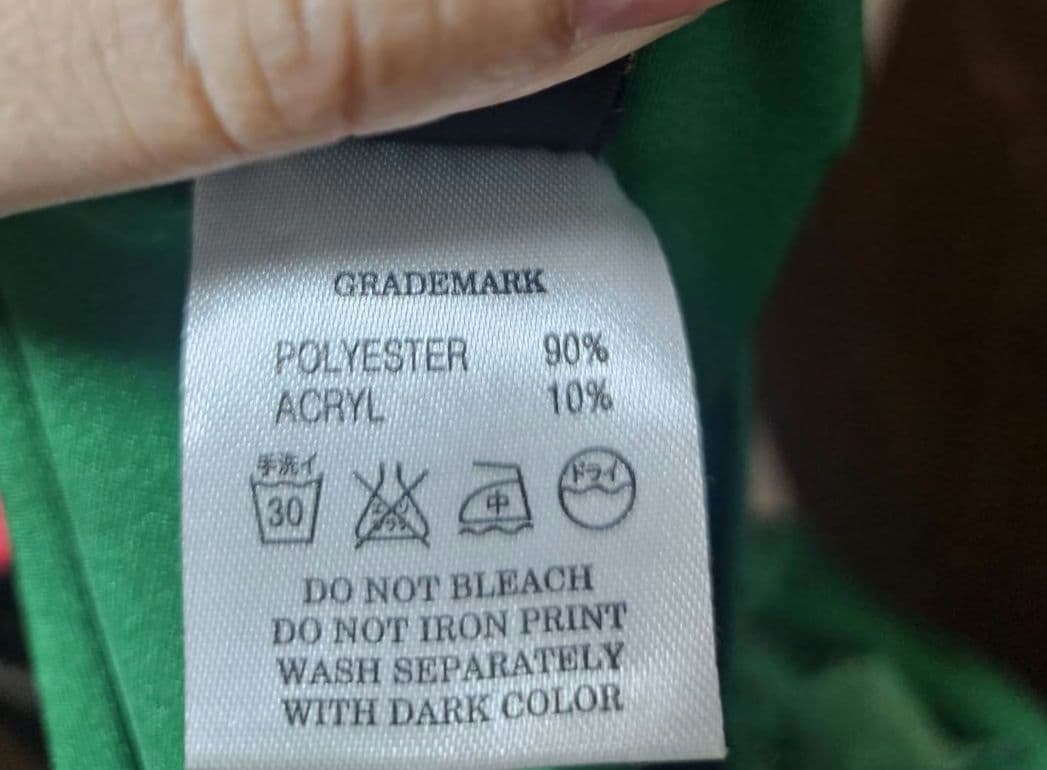 GRADEMARK
POLYESTER 90%
ACRYL 10%
手洗イ
30
中
ドライ
DO NOT BLEACH
DO NOT IRON PRINT
WASH SEPARATELY
WITH DARK COLOR